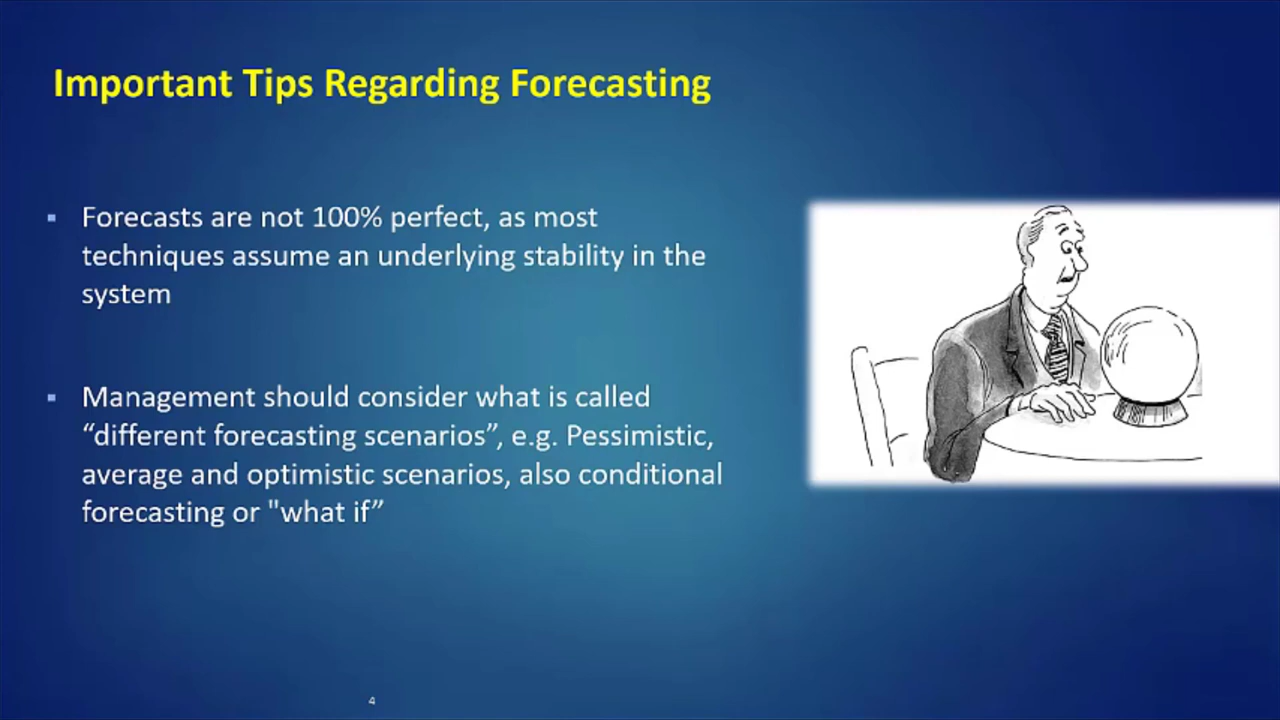 Important Tips Regarding Forecasting
▪ Forecasts are not 100% perfect, as most
techniques assume an underlying stability in the
system
▪ Management should consider what is called
“different forecasting scenarios”, e.g. Pessimistic,
average and optimistic scenarios, also conditional
forecasting or "what if”
4